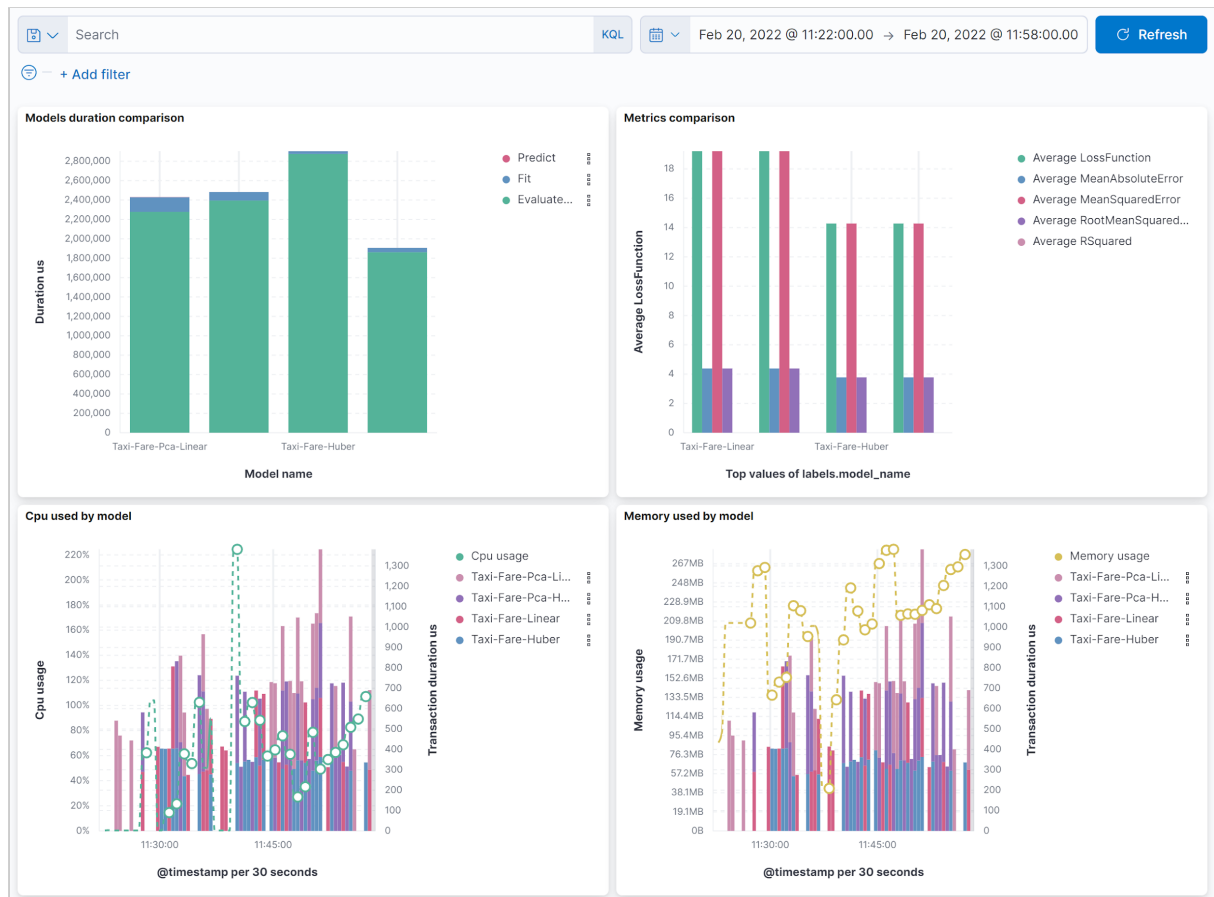 Search
KQL
Feb 20, 2022 @ 11:22:00.00 → Feb 20, 2022 @ 11:58:00.00
Refresh
+ Add filter
Models duration comparison
2,800,000
2,600,000
2,400,000
2,200,000
2,000,000
1,800,000
1,600,000
1,400,000
1,200,000
1,000,000
800,000
600,000
400,000
200,000
0
Duration us
Taxi-Fare-Pca-Linear
Taxi-Fare-Huber
Model name
Predict
Fit
Evaluate...
Metrics comparison
18
16
14
12
10
8
6
4
2
0
Average LossFunction
Taxi-Fare-Linear
Taxi-Fare-Huber
Top values of labels.model_name
Average LossFunction
Average MeanAbsoluteError
Average MeanSquaredError
Average RootMeanSquared...
Average RSquared
Cpu used by model
220%
200%
180%
160%
140%
120%
100%
80%
60%
40%
20%
0%
Cpu usage
1,300
1,200
1,100
1,000
900
800
700
600
500
400
300
200
100
0
Transaction duration us
11:30:00
11:45:00
@timestamp per 30 seconds
Cpu usage
Taxi-Fare-Pca-Li...
Taxi-Fare-Pca-H...
Taxi-Fare-Linear
Taxi-Fare-Huber
Memory used by model
267MB
248MB
228.9MB
209.8MB
190.7MB
171.7MB
152.6MB
133.5MB
114.4MB
95.4MB
76.3MB
57.2MB
38.1MB
19.1MB
0B
Memory usage
1,300
1,200
1,100
1,000
900
800
700
600
500
400
300
200
100
0
Transaction duration us
11:30:00
11:45:00
@timestamp per 30 seconds
Memory usage
Taxi-Fare-Pca-Li...
Taxi-Fare-Pca-H...
Taxi-Fare-Linear
Taxi-Fare-Huber